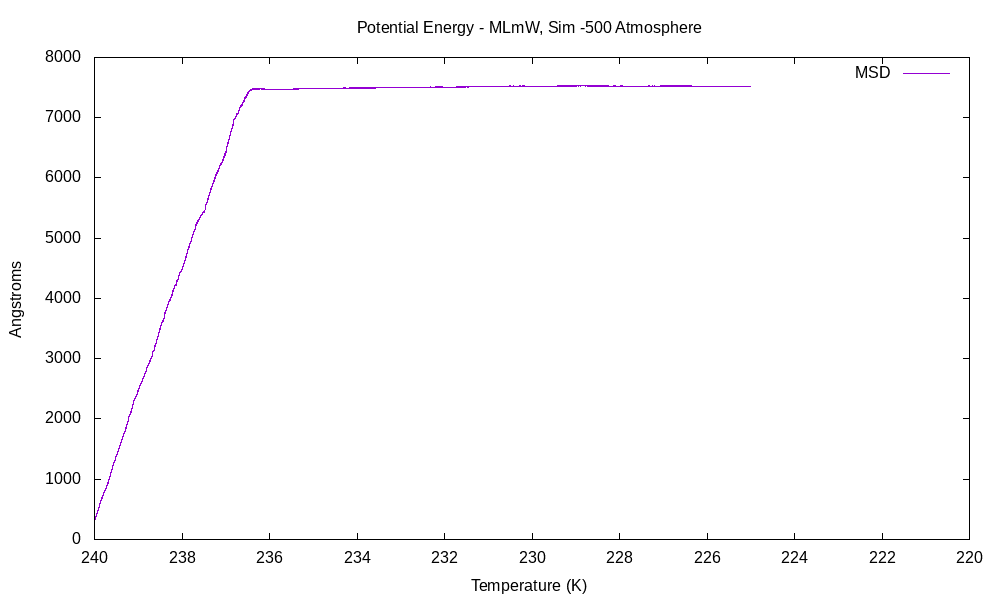 Potential Energy - MLmW, Sim -500 Atmosphere
MSD
8000
7000
6000
5000
4000
3000
2000
1000
0
Angstroms
240 238 236 234 232 230 228 226 224 222 220
Temperature (K)